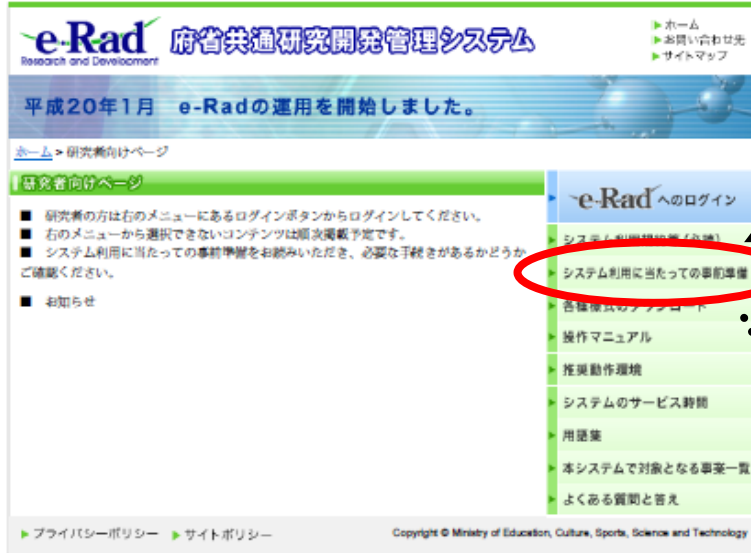 e-Rad 府省共通研究開発管理システム
Research and Development
ホーム
お問い合わせ先
サイトマップ
平成20年1月 e-Radの運用を開始しました。
ホーム > 研究者向けページ
研究者向けページ
■ 研究者の方は右のメニューにあるログインボタンからログインしてください。
■ 右のメニューから選択できないコンテンツは順次掲載予定です。
■ システム利用に当たっての事前準備をお読みいただき、必要な手続きがあるかどうか
ご確認ください。
■ お知らせ
e-Rad へのログイン
システム利用に当たっての事前準備
各種様式のダウンロード
操作マニュアル
推奨動作環境
システムのサービス時間
用語集
本システムで対象となる事業一覧
よくある質問と答え
プライバシーポリシー サイトポリシー
Copyright © Ministry of Education, Culture, Sports, Science and Technology